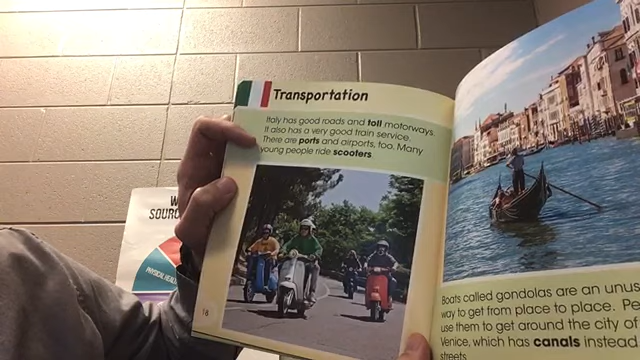 Transportation
Italy has good roads and toll motorways.
It also has a very good train service.
There are ports and airports, too. Many
young people ride scooters
18
Boats called gondolas are an unus
way to get from place to place. Pe
use them to get around the city of
Venice, which has canals instead
streets
W
SOURC
PHYSICAL HEAL